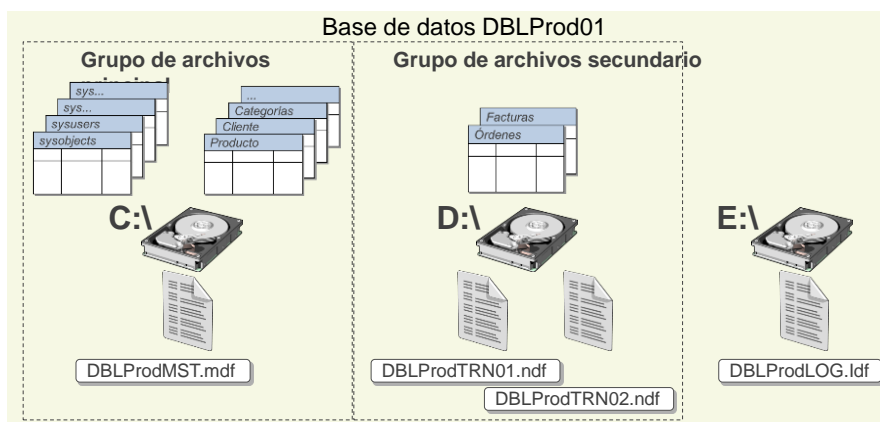 Base de datos DBLProd01
Grupo de archivos
principal
sys...
sys...
sysusers
sysobjects
...
Categorías
Cliente
Producto
C:\
DBLProdMST.mdf
Grupo de archivos secundario
Facturas
Órdenes
D:\
DBLProdTRN01.ndf
DBLProdTRN02.ndf
E:\
DBLProdLOG.ldf